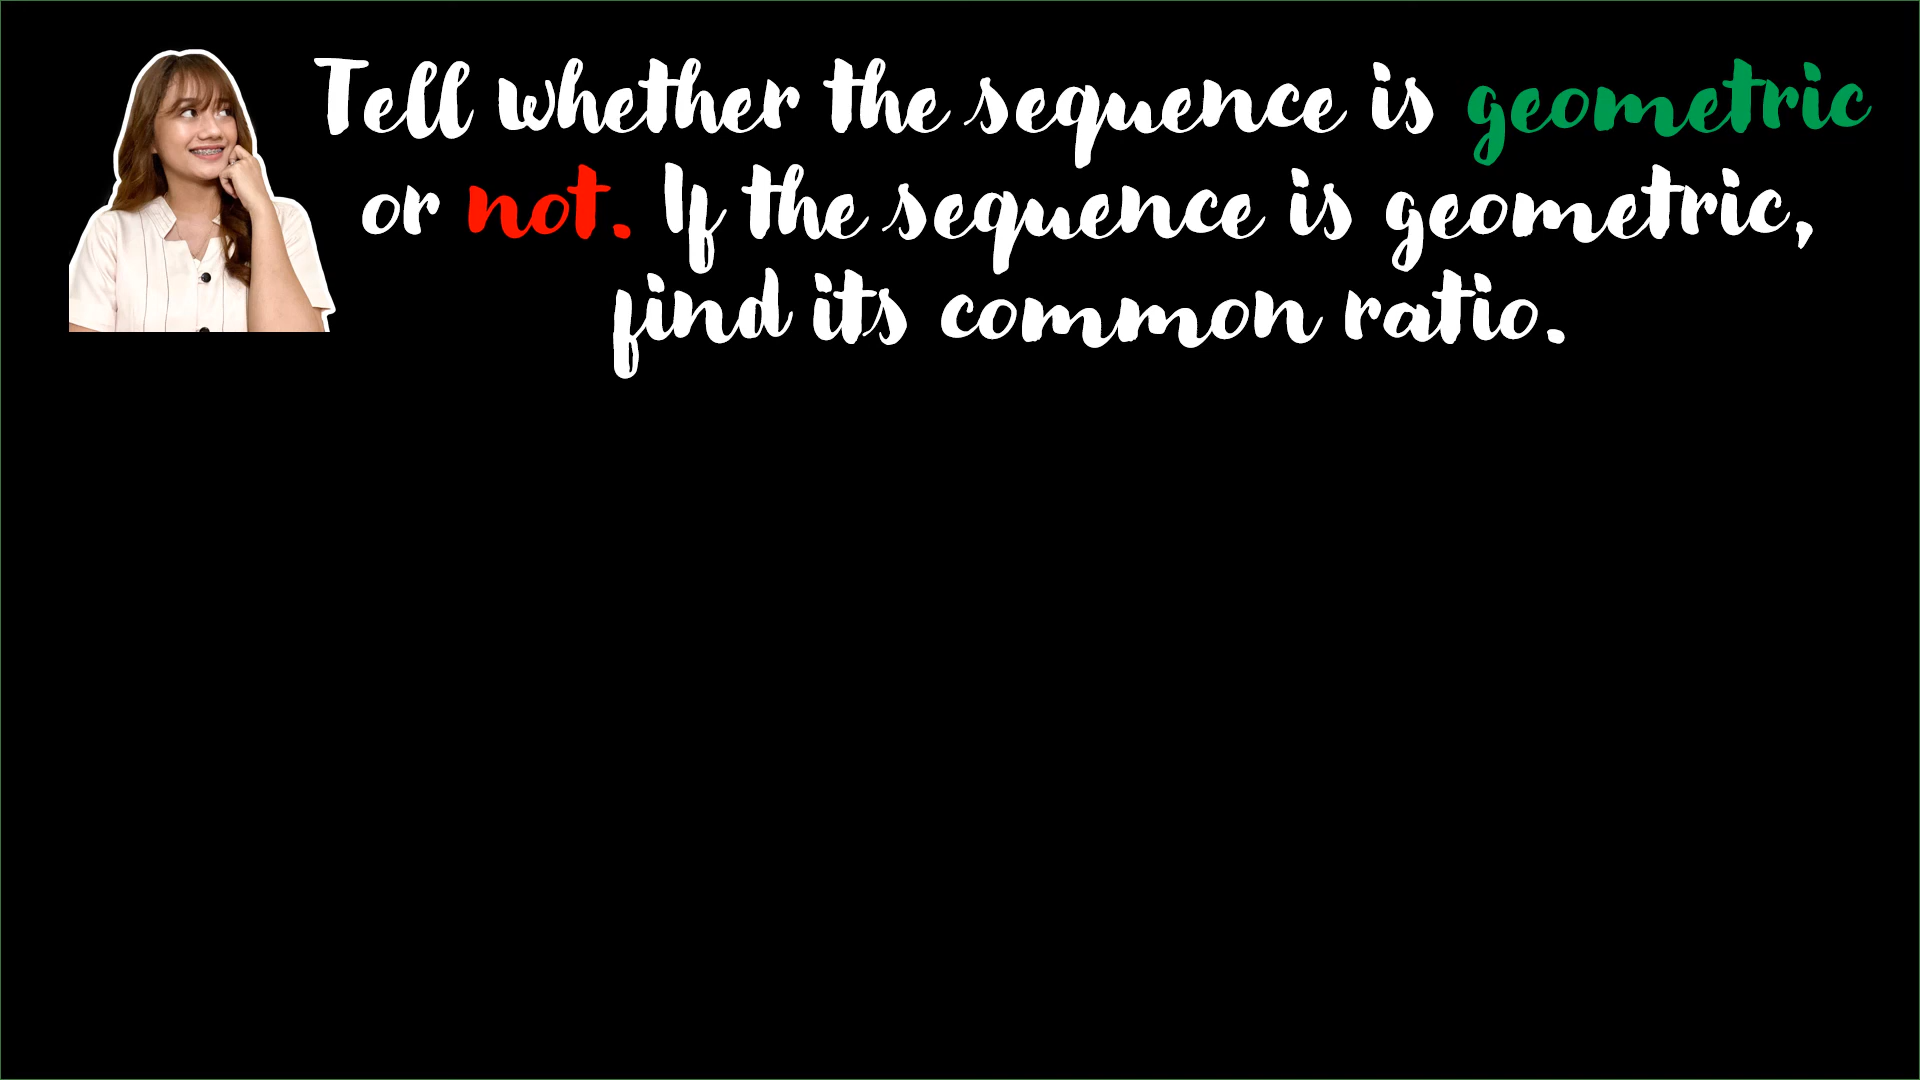 Tell whether the sequence is geometric
or not. If the sequence is geometric,
find its common ratio.